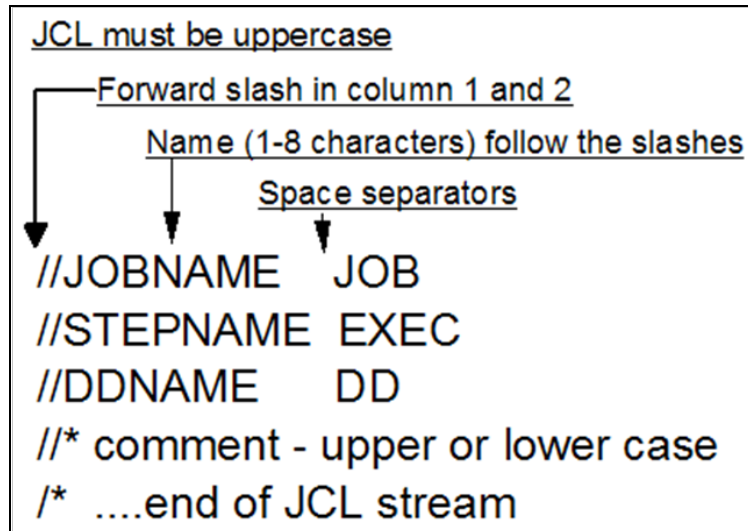 JCL must be uppercase
Forward slash in column 1 and 2
Name (1-8 characters) follow the slashes
Space separators
//JOBNAME JOB
//STEPNAME EXEC
//DDNAME DD
//* comment - upper or lower case
/* ....end of JCL stream